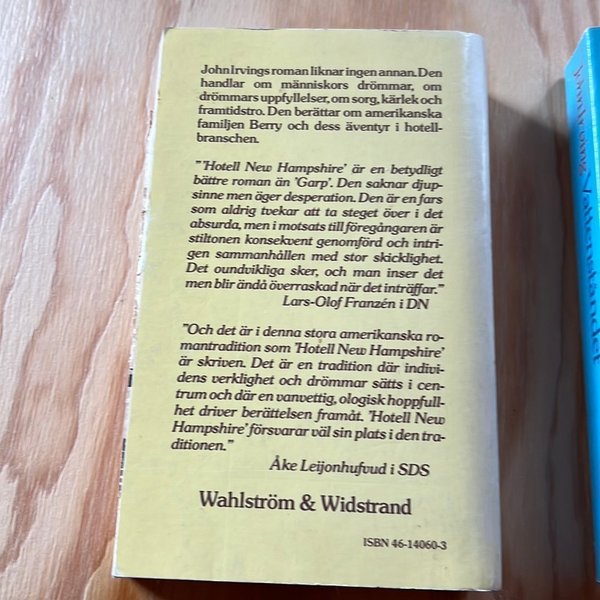 John Irvings roman liknar ingen annan. Den
handlar om människors drömmar, om
drömmars uppfyllelser, om sorg, kärlek och
framtidstro. Den berättar om amerikanska
familjen Berry och dess äventyr i hotell-
branschen.
"'Hotell New Hampshire' är en betydligt
bättre roman än 'Garp'. Den saknar djup-
sinne men äger desperation. Den är en fars
som aldrig tvekar att ta steget över i det
absurda, men i motsats till föregångaren är
stiltonen konsekvent genomförd och intri-
gen sammanhållen med stor skicklighet.
Det oundvikliga sker, och man inser det
men blir ändå överraskad när det inträffar."
Lars-Olof Franzén i DN
"Och det är i denna stora amerikanska ro-
mantradition som 'Hotell New Hampshire'
är skriven. Det är en tradition där indivi-
dens verklighet och drömmar sätts i cen-
trum och där en vanvettig, ologisk hoppfull-
het driver berättelsen framåt. 'Hotell New
Hampshire' försvarar väl sin plats i den tra-
ditionen."
Åke Leijonhufvud i SDS
Wahlström & Widstrand
ISBN 46-14060-3
Vattenståndet